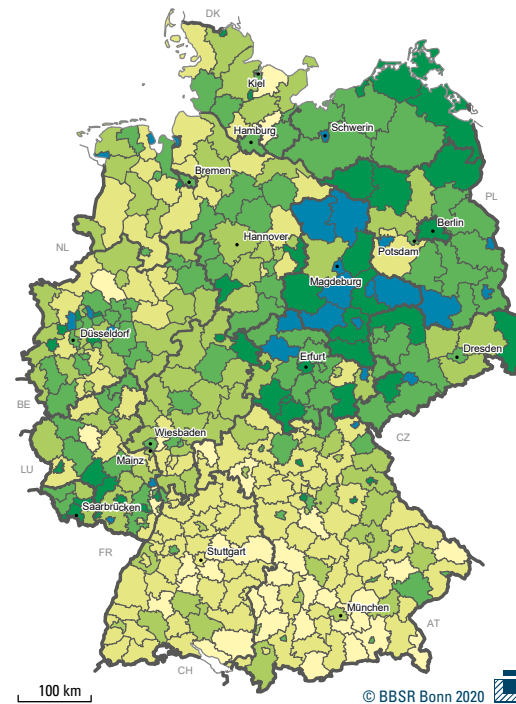 DK
Kiel
Hamburg
Schwerin
Bremen
PL
Berlin
Hannover
Potsdam
NL
Magdeburg
Düsseldorf
Dresden
Erfurt
BE
Wiesbaden
CZ
LU
Mainz
Saarbrücken
FR
Stuttgart
München
AT
CH
100 km
© BBSR Bonn 2020